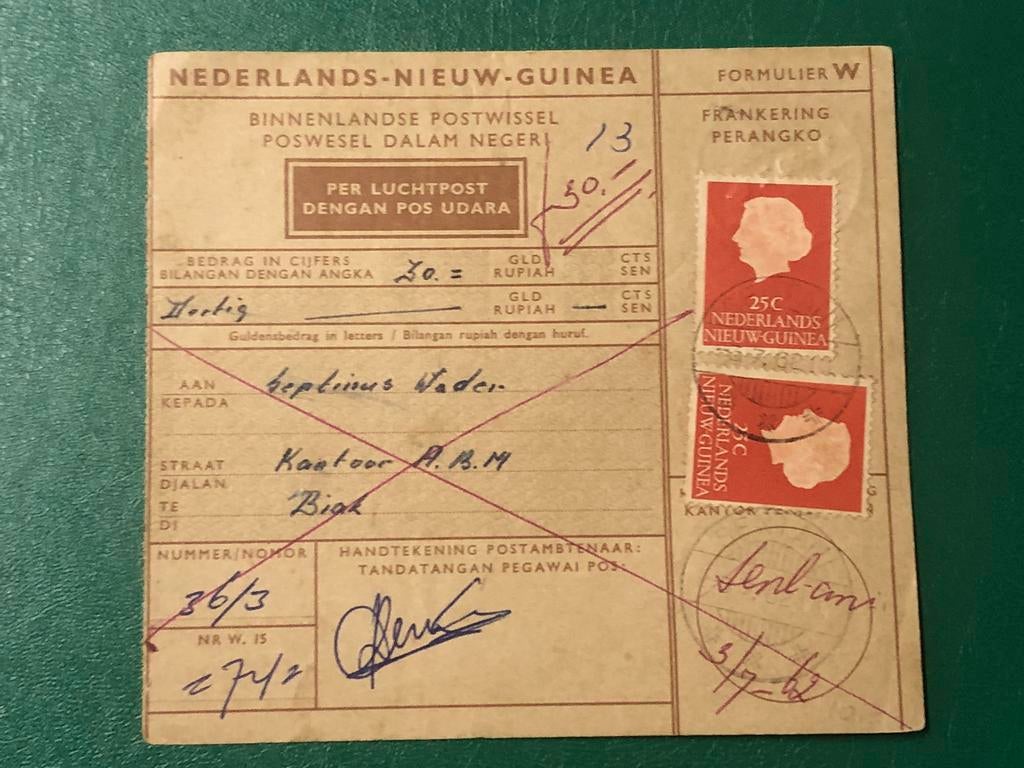 NEDERLANDS-NIEUW-GUINEA
FORMULIER W
BINNENLANDSE POSTWISSEL
POSWESEL DALAM NEGERI
13
30.-
FRANKERING
PERANGKO
PER LUCHTPOST
DENGAN POS UDARA
BEDRAG IN CIJFERS
BILANGAN DENGAN ANGKA
30. =
GLD
RUPIAH
CTS
SEN
Dertig
GLD
RUPIAH
—
CTS
SEN
Guldensbedrag in letters / Bilangan rupiah dengan huruf.
25C
NEDERLANDS
NIEUW-GUINEA
AAN
KEPADA
Septinus Wader.
STRAAT
DJALAN
Kantoor A.B.M
TE
DI
Biak
25C
NEDERLANDS
NIEUW-GUINEA
KANTOR
NUMMER/NOMOR
36/3
HANDTEKENING POSTAMBTENAAR:
TANDATANGAN PEGAWAI POS:
NR W. 15
3/7-62